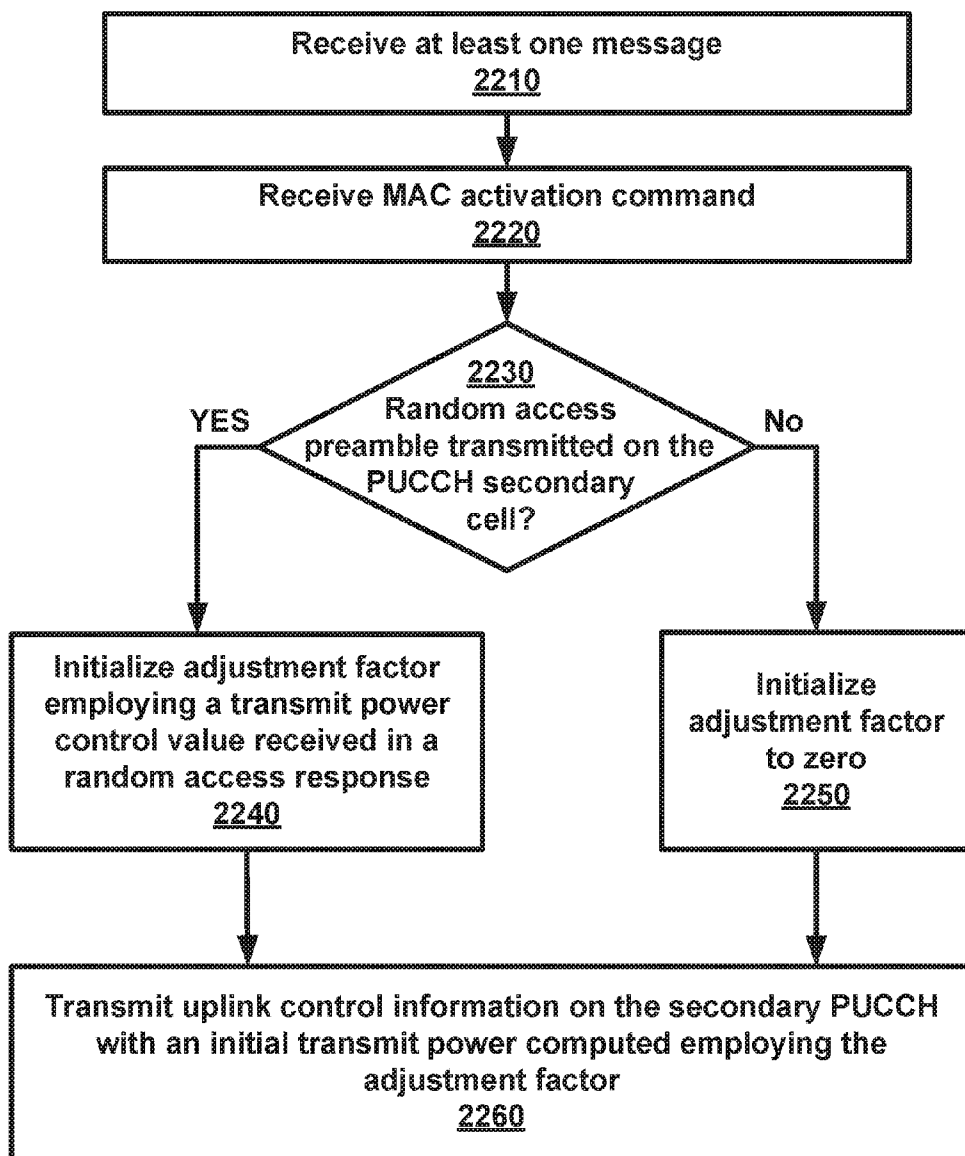 Receive at least one message
2210
Receive MAC activation command
2220
2230
Random access
preamble transmitted on the
PUCCH secondary
cell?
YES
No
Initialize adjustment factor
employing a transmit power
control value received in a
random access response
2240
Initialize
adjustment factor
to zero
2250
Transmit uplink control information on the secondary PUCCH
with an initial transmit power computed employing the
adjustment factor
2260